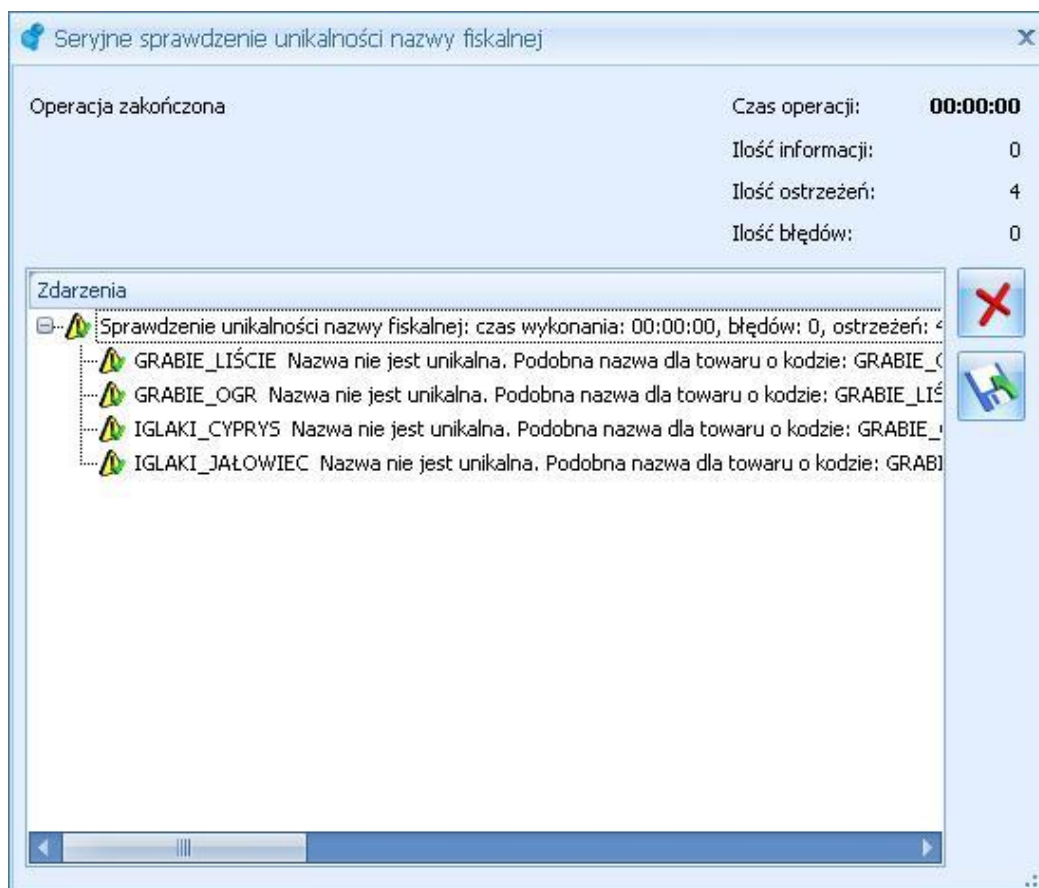 Seryjne sprawdzenie unikalności nazwy fiskalnej
Operacja zakończona
Czas operacji: 00:00:00
Ilość informacji: 0
Ilość ostrzeżeń: 4
Ilość błędów: 0
Zdarzenia
Sprawdzenie unikalności nazwy fiskalnej: czas wykonania: 00:00:00, błędów: 0, ostrzeżeń: 4
GRABIE_LIŚCIE Nazwa nie jest unikalna. Podobna nazwa dla towaru o kodzie: GRABIE_
GRABIE_OGR Nazwa nie jest unikalna. Podobna nazwa dla towaru o kodzie: GRABIE_LIŚ
IGLAKI_CYPRYS Nazwa nie jest unikalna. Podobna nazwa dla towaru o kodzie: GRABIE_
IGLAKI_JAŁOWIEC Nazwa nie jest unikalna. Podobna nazwa dla towaru o kodzie: GRABI